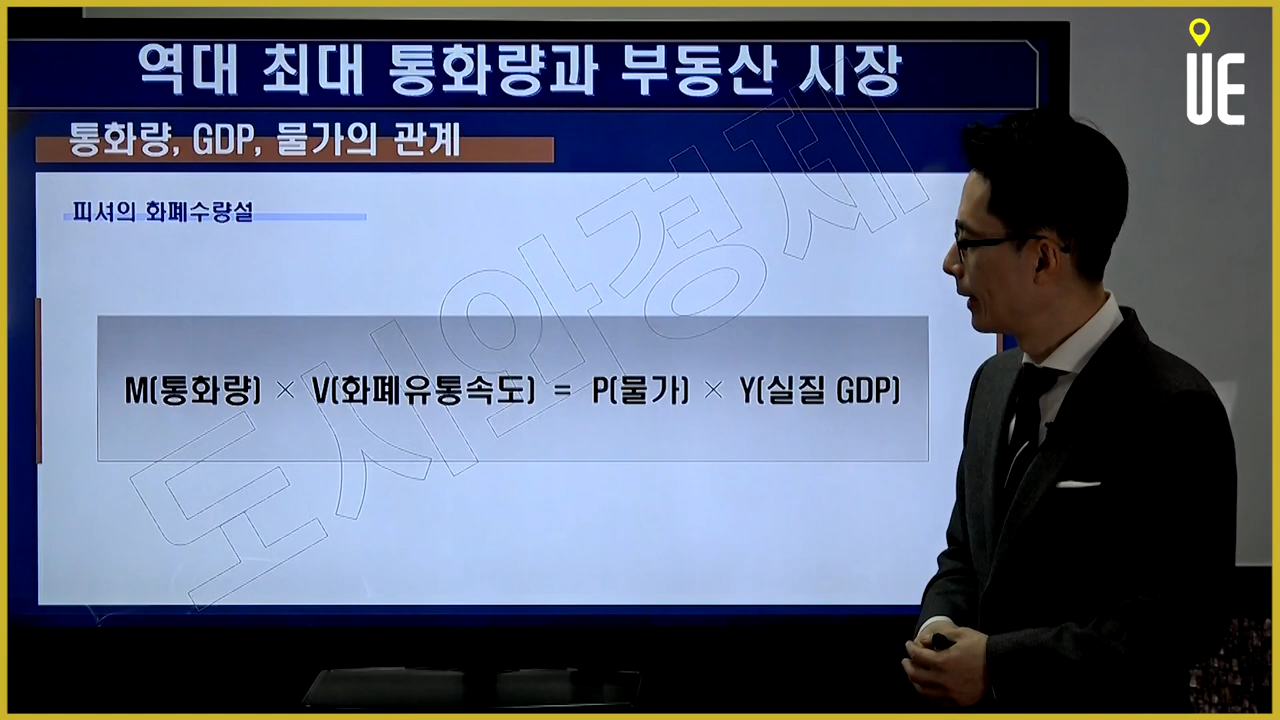 역대 최대 통화량과 부동산 시장
UE
통화량, GDP, 물가의 관계
피셔의 화폐수량설
M(통화량) × V(화폐유통속도) = P(물가) × Y(실질 GDP)
도시와경제